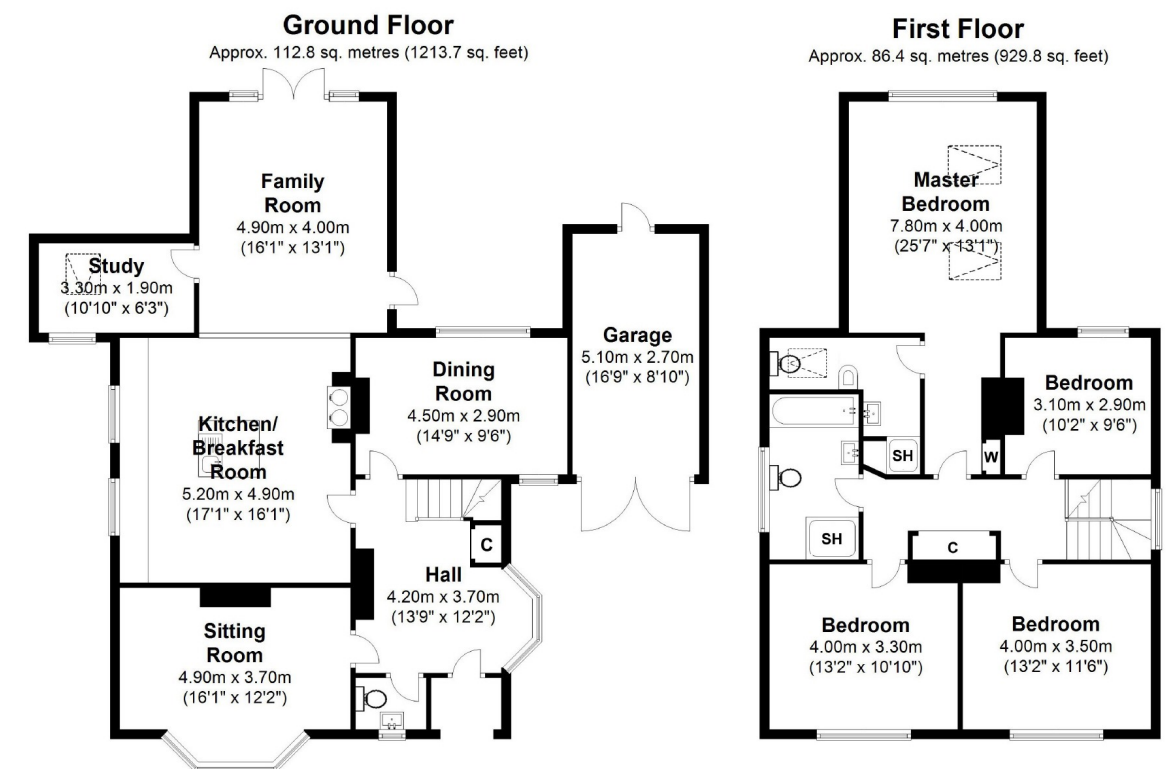 Ground Floor
Approx. 112.8 sq. metres (1213.7 sq. feet)
Family
Room
4.90m x 4.00m
(16'1" x 13'1")
Study
3.30m x 1.90m
(10'10" x 6'3")
Garage
5.10m x 2.70m
(16'9" x 8'10")
Dining
Room
4.50m x 2.90m
(14'9" x 9'6")
Kitchen/
Breakfast
Room
5.20m x 4.90m
(17'1" x 16'1")
C
Hall
4.20m x 3.70m
(13'9" x 12'2")
Sitting
Room
4.90m x 3.70m
(16'1" x 12'2")
First Floor
Approx. 86.4 sq. metres (929.8 sq. feet)
Master
Bedroom
7.80m x 4.00m
(25'7" x 13'1")
Bedroom
3.10m x 2.90m
(10'2" x 9'6")
SH
W
SH
C
Bedroom
4.00m x 3.30m
(13'2" x 10'10")
Bedroom
4.00m x 3.50m
(13'2" x 11'6")